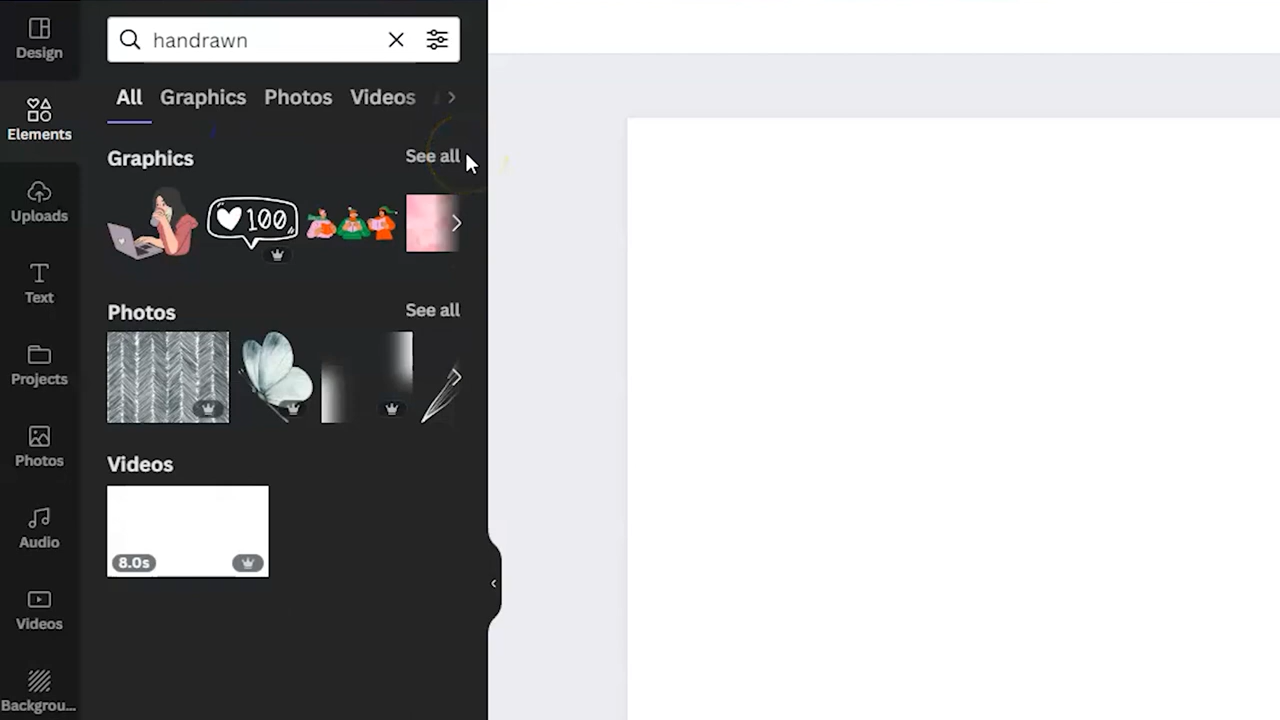 Design
Elements
Uploads
Text
Projects
Photos
Audio
Videos
Backgrou...
handrawn
All Graphics Photos Videos
Graphics See all
100
Photos See all
Videos
8.0s